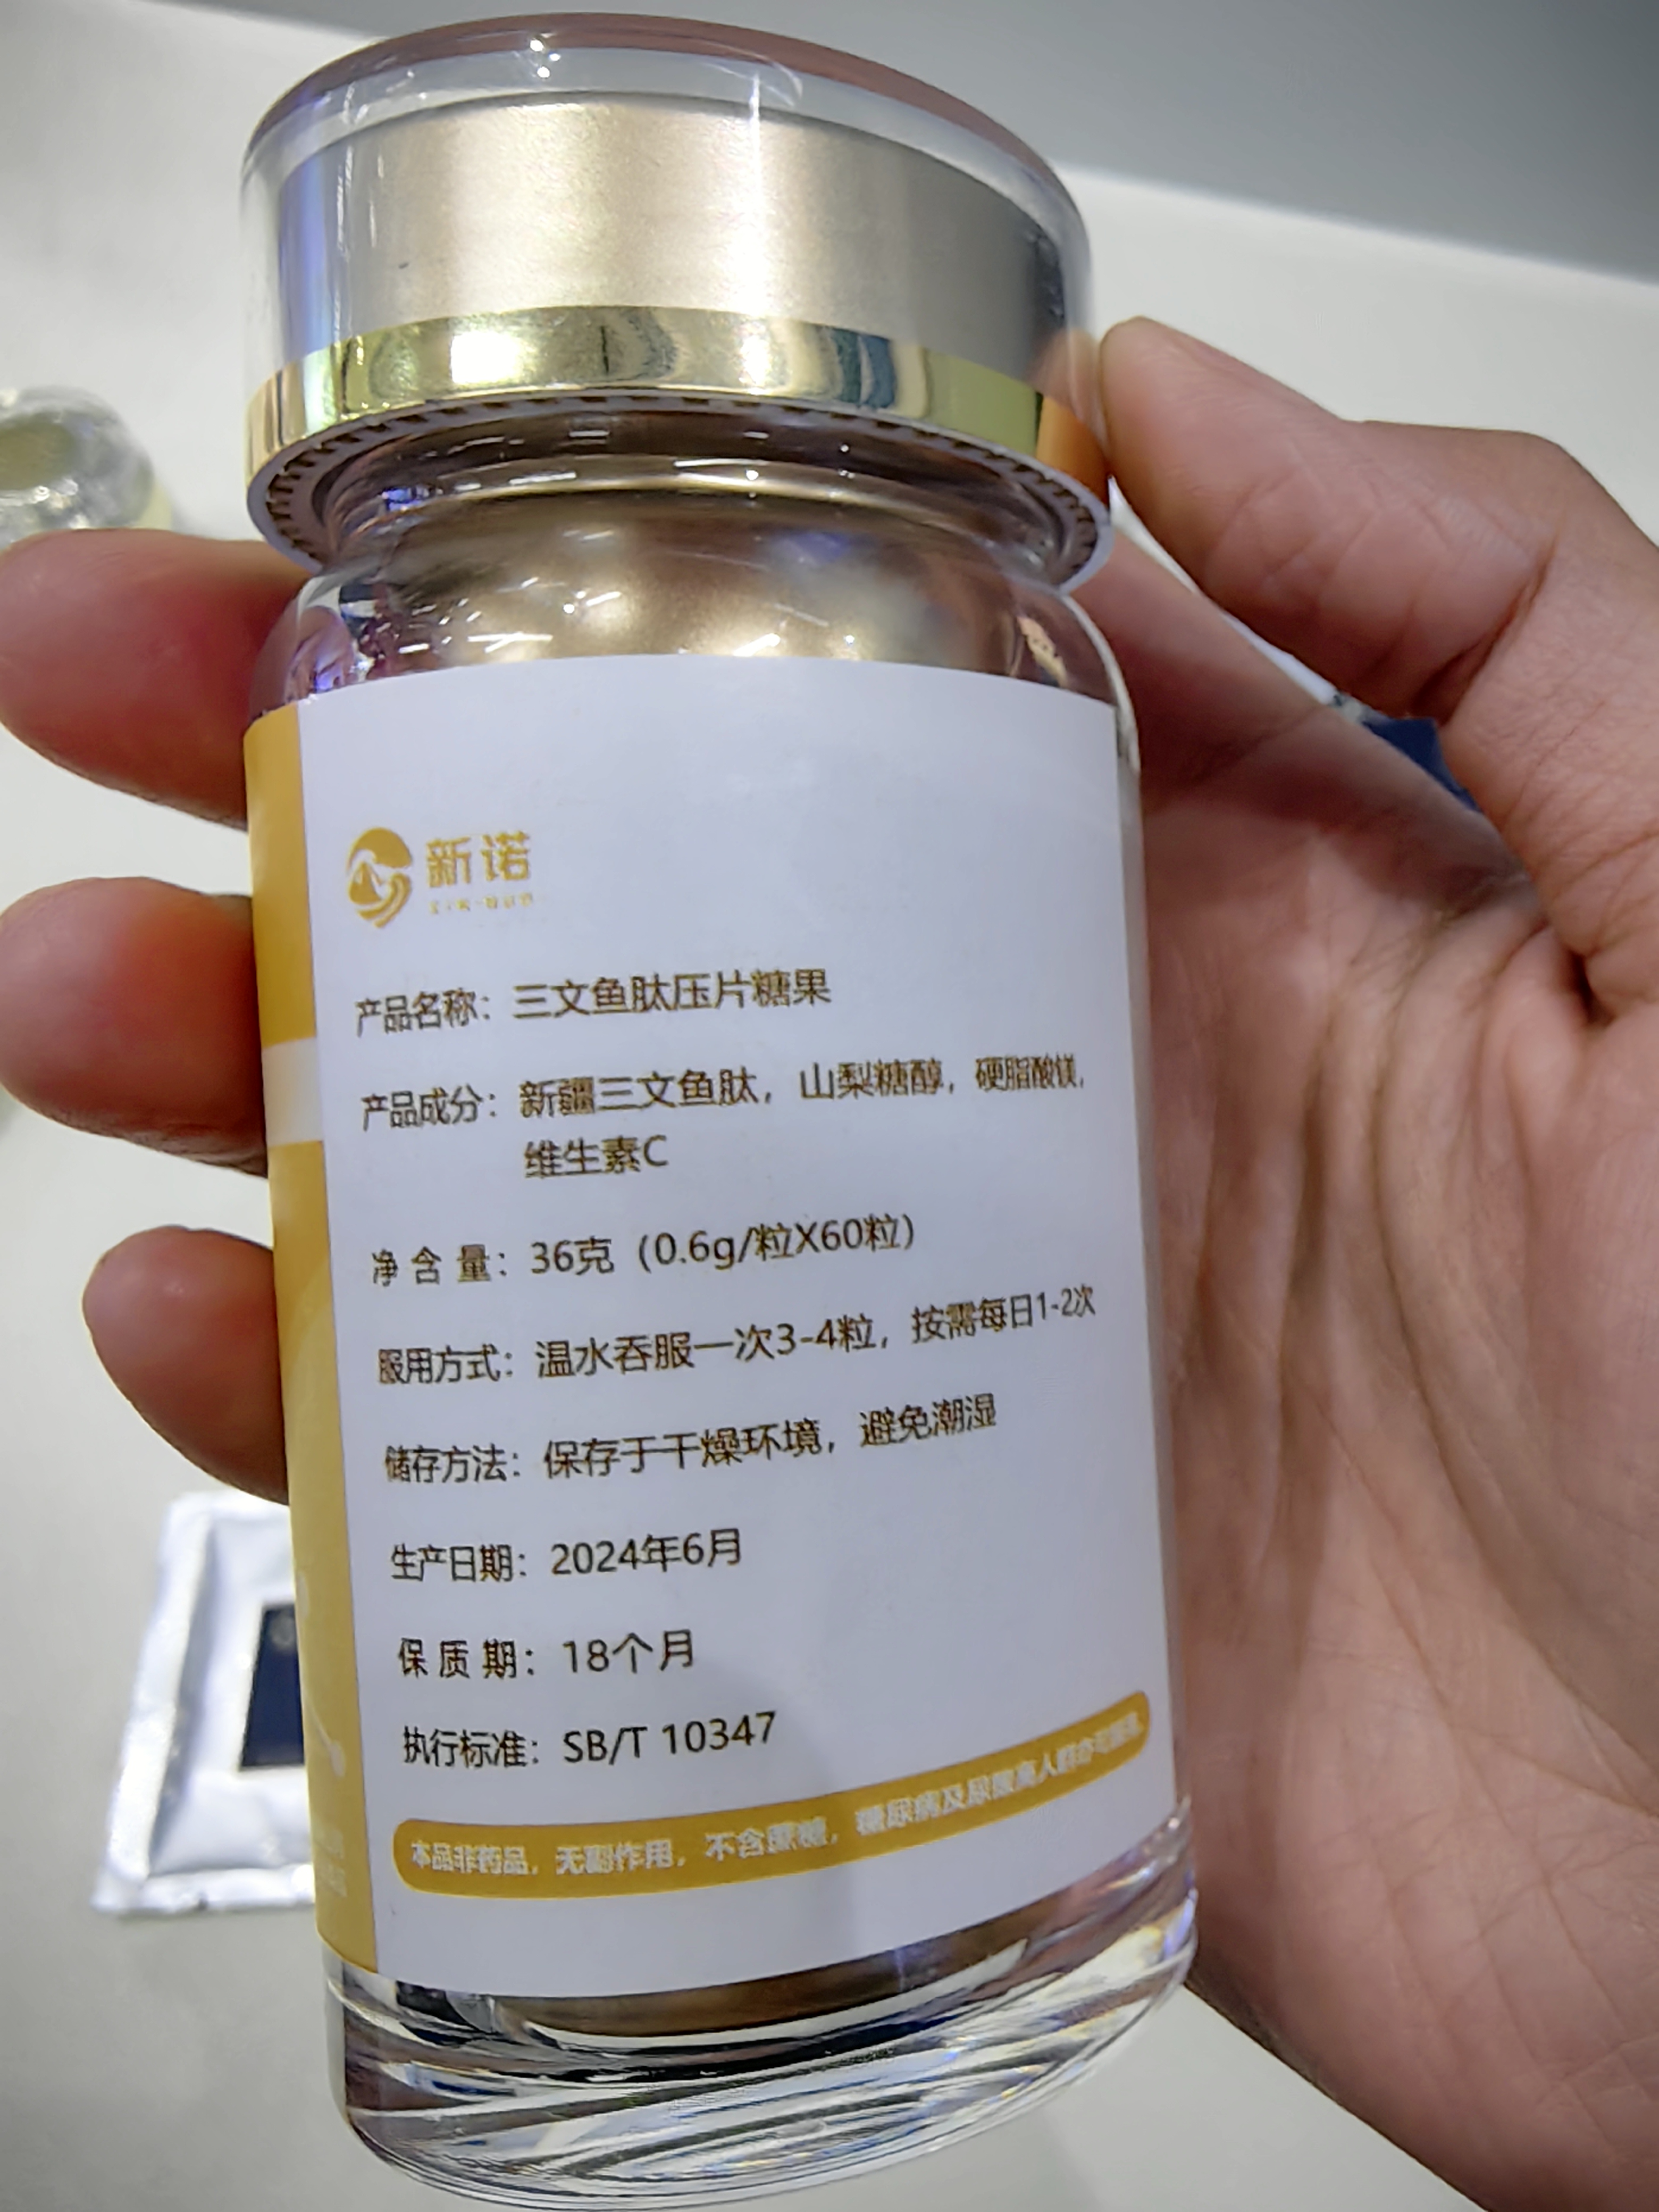 新诺
产品名称：三文鱼肽压片糖果
产品成分：新疆三文鱼肽，山梨糖醇，硬脂酸镁，
维生素C
净含量：36克（0.6g/粒X60粒）
服用方式：温水吞服一次3-4粒，按需每日1-2次
储存方法：保存于干燥环境，避免潮湿
生产日期：2024年6月
保质期：18个月
执行标准：SB/T 10347
本品非药品，无副作用，不含蔗糖，糖尿病及尿酸高人群亦可服用